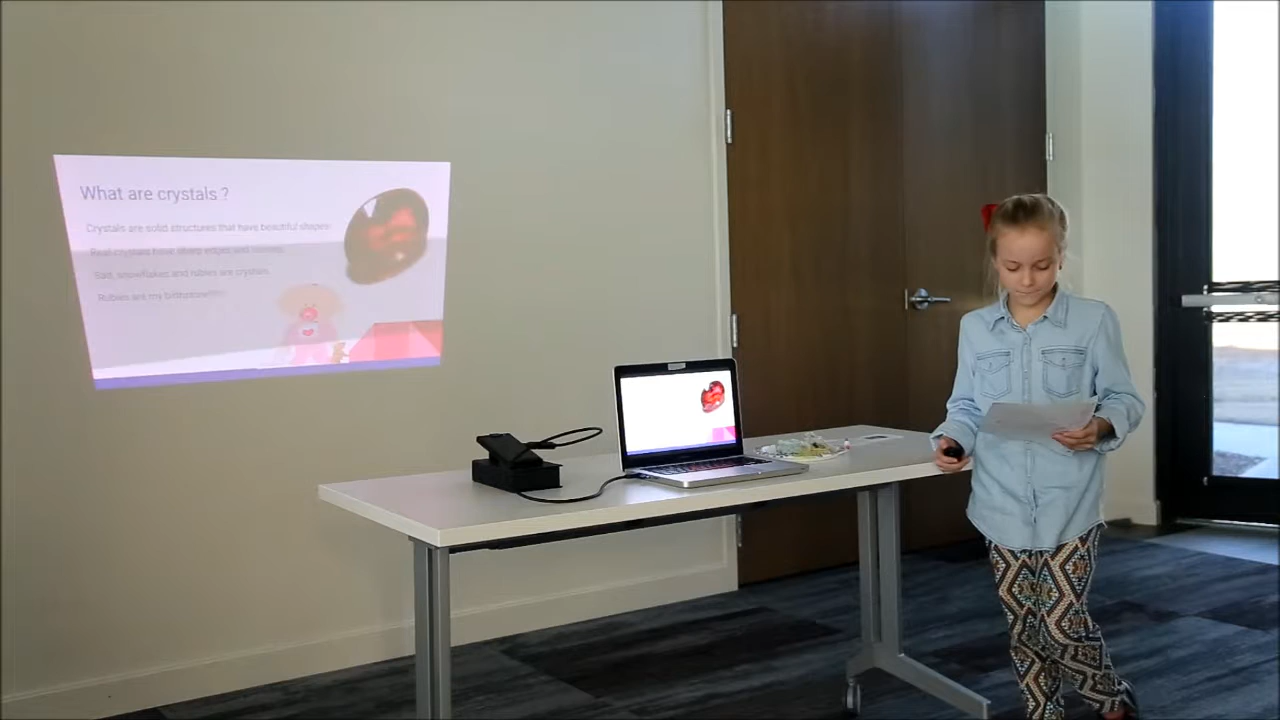 What are crystals ?
Crystals are solid structures that have beautiful shapes.
Real crystals have sharp edges and
Salt, snowflakes and rubies are crystals.
Rubies are my birthstone!!!!